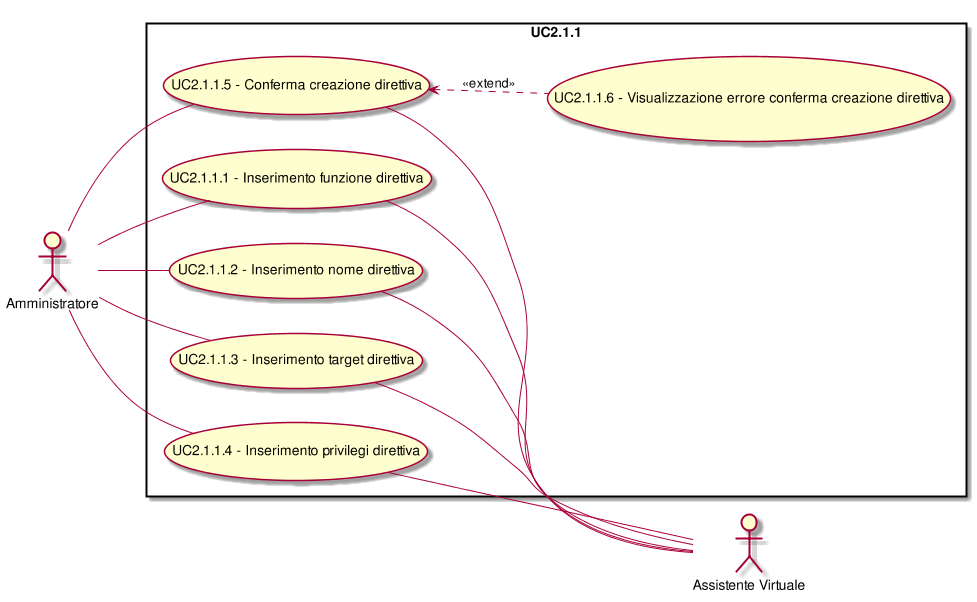 UC2.1.1
UC2.1.1.5 - Conferma creazione direttiva
«extend»
UC2.1.1.6 - Visualizzazione errore conferma creazione direttiva
UC2.1.1.1 - Inserimento funzione direttiva
UC2.1.1.2 - Inserimento nome direttiva
Amministratore
UC2.1.1.3 - Inserimento target direttiva
UC2.1.1.4 - Inserimento privilegi direttiva
Assistente Virtuale